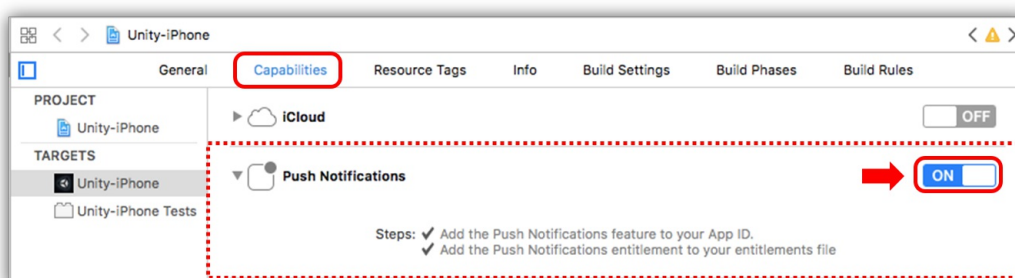 Unity-iPhone
General Capabilities Resource Tags Info Build Settings Build Phases Build Rules
PROJECT
Unity-iPhone
TARGETS
Unity-iPhone
Unity-iPhone Tests
iCloud
OFF
Push Notifications
ON
Steps: ✓ Add the Push Notifications feature to your App ID.
✓ Add the Push Notifications entitlement to your entitlements file